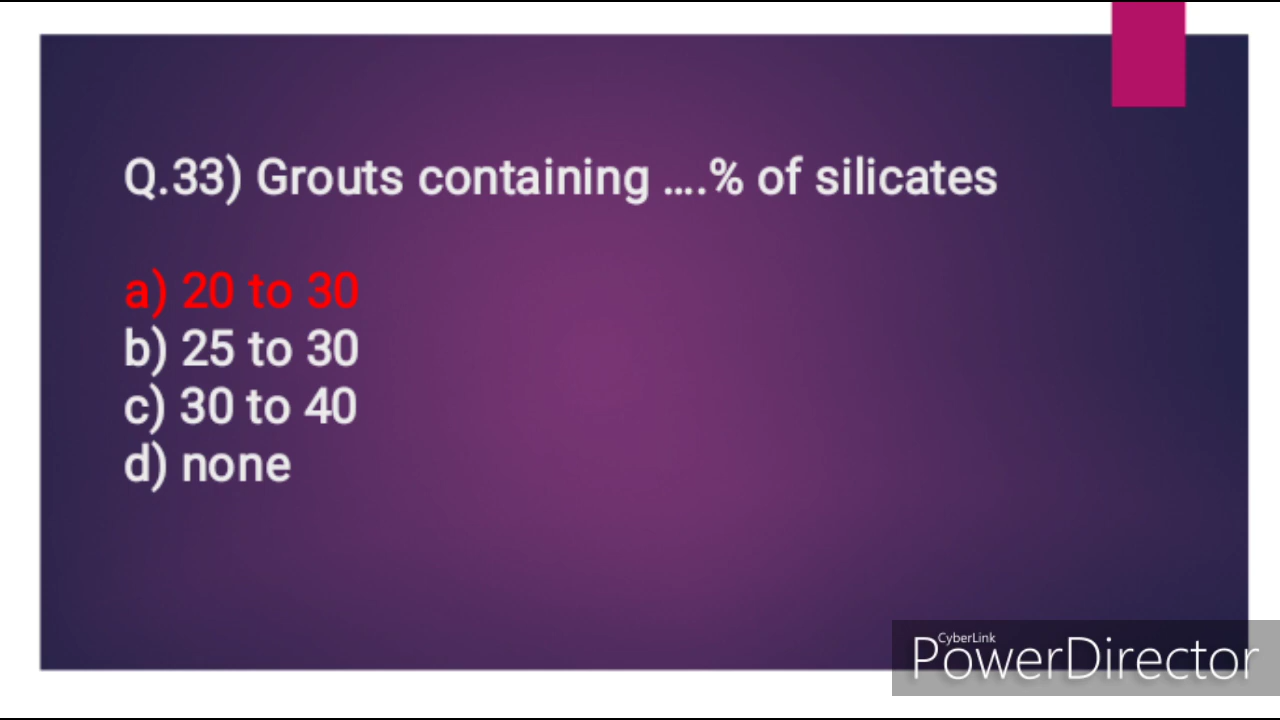 Q.33) Grouts containing ....% of silicates
a) 20 to 30
b) 25 to 30
c) 30 to 40
d) none
CyberLink
PowerDirector